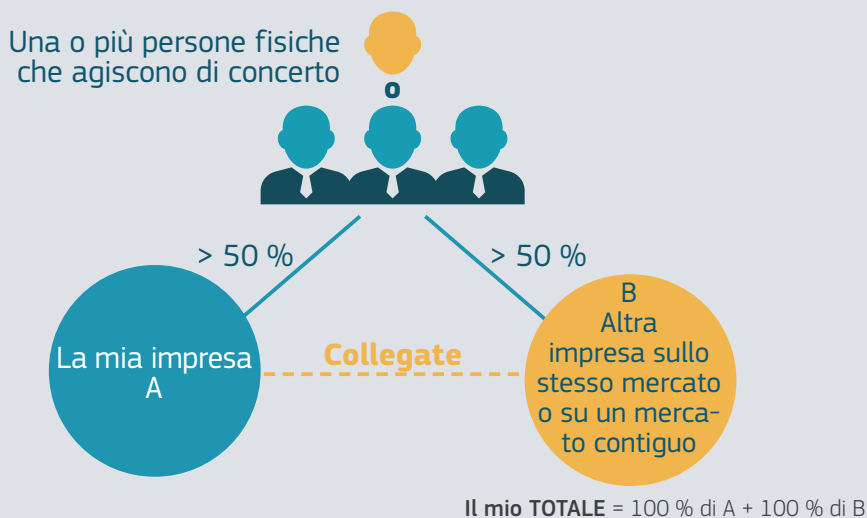 Una o più persone fisiche
che agiscono di concerto
o
> 50 %
> 50 %
La mia impresa
A
Collegate
B
Altra
impresa sullo
stesso mercato
o su un merca-
to contiguo
Il mio TOTALE = 100 % di A + 100 % di B